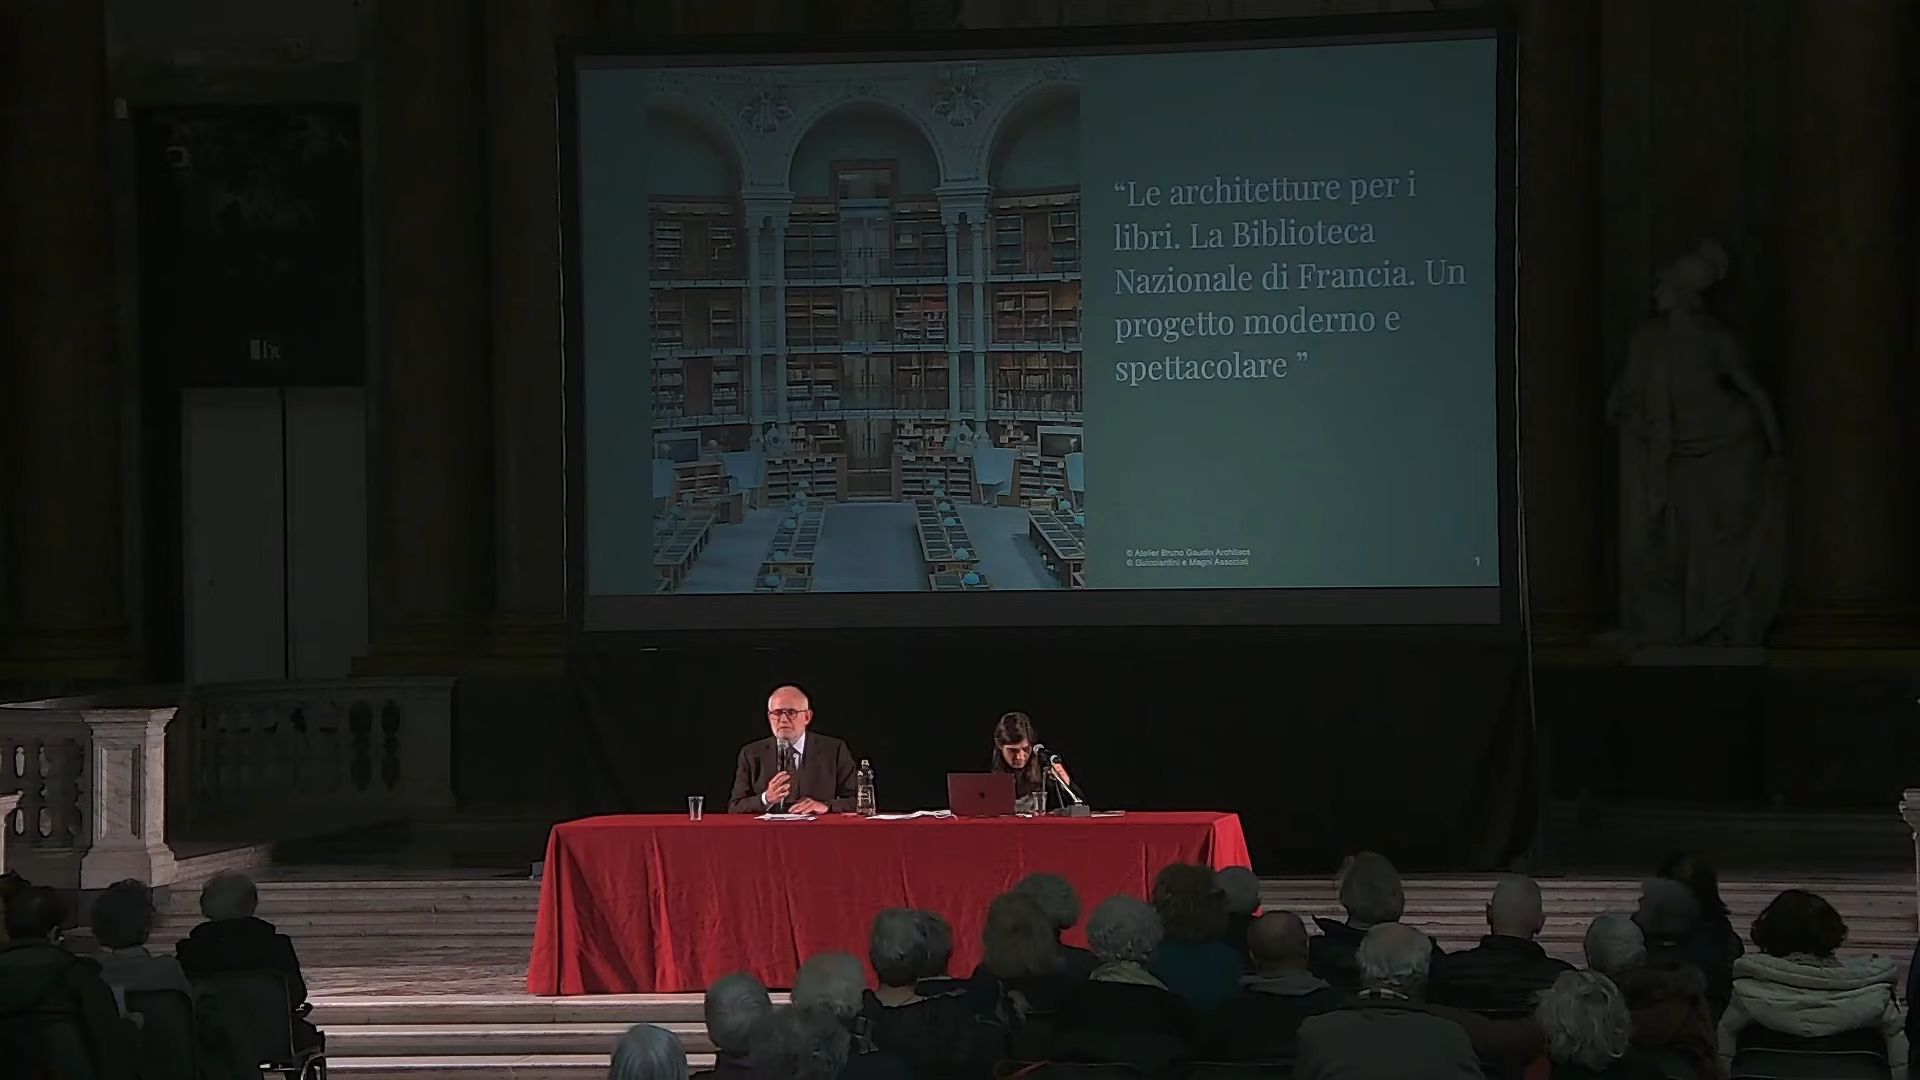 “Le architetture per i
libri. La Biblioteca
Nazionale di Francia. Un
progetto moderno e
spettacolare ”
© Atelier Bruno Gaudin Architecs
© Guicciardini e Magni Associati
1